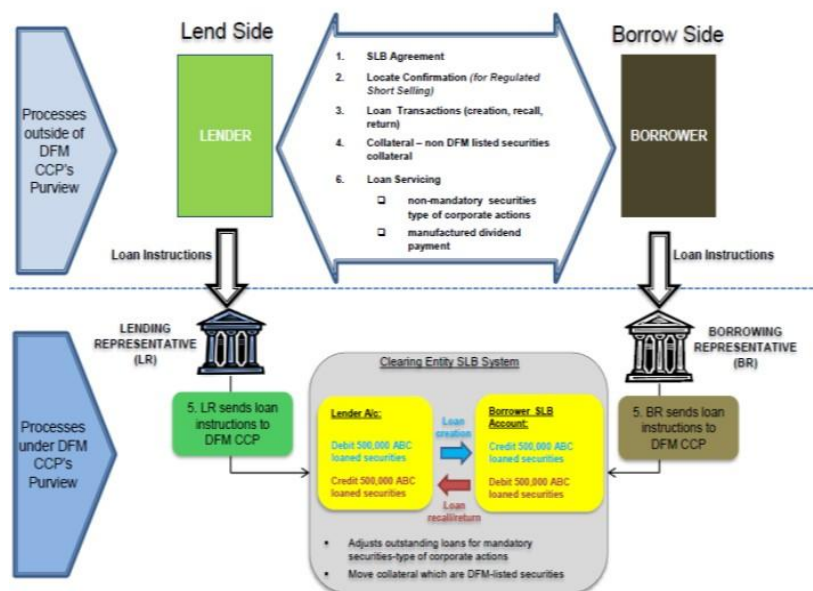 Lend Side
Borrow Side
Processes
outside of
DFM
CCP's
Purview
LENDER
1. SLB Agreement
2. Locate Confirmation (for Regulated
Short Selling)
3. Loan Transactions (creation, recall,
return)
4. Collateral – non DFM listed securities
collateral
6. Loan Servicing
❑ non-mandatory securities
type of corporate actions
❑ manufactured dividend
payment
BORROWER
Loan Instructions
Loan Instructions
LENDING
REPRESENTATIVE
(LR)
BORROWING
REPRESENTATIVE
(BR)
Processes
under DFM
CCP's
Purview
5. LR sends loan
instructions to
DFM CCP
Clearing Entity SLB System
Lender A/c:
Debit 500,000 ABC
loaned securities
Credit 500,000 ABC
loaned securities
Loan
creation
Loan
recall/return
Borrower SLB
Account:
Credit 500,000 ABC
loaned securities
Debit 500,000 ABC
loaned securities
• Adjusts outstanding loans for mandatory
securities-type of corporate actions
• Move collateral which are DFM-listed securities
5. BR sends loan
instructions to
DFM CCP